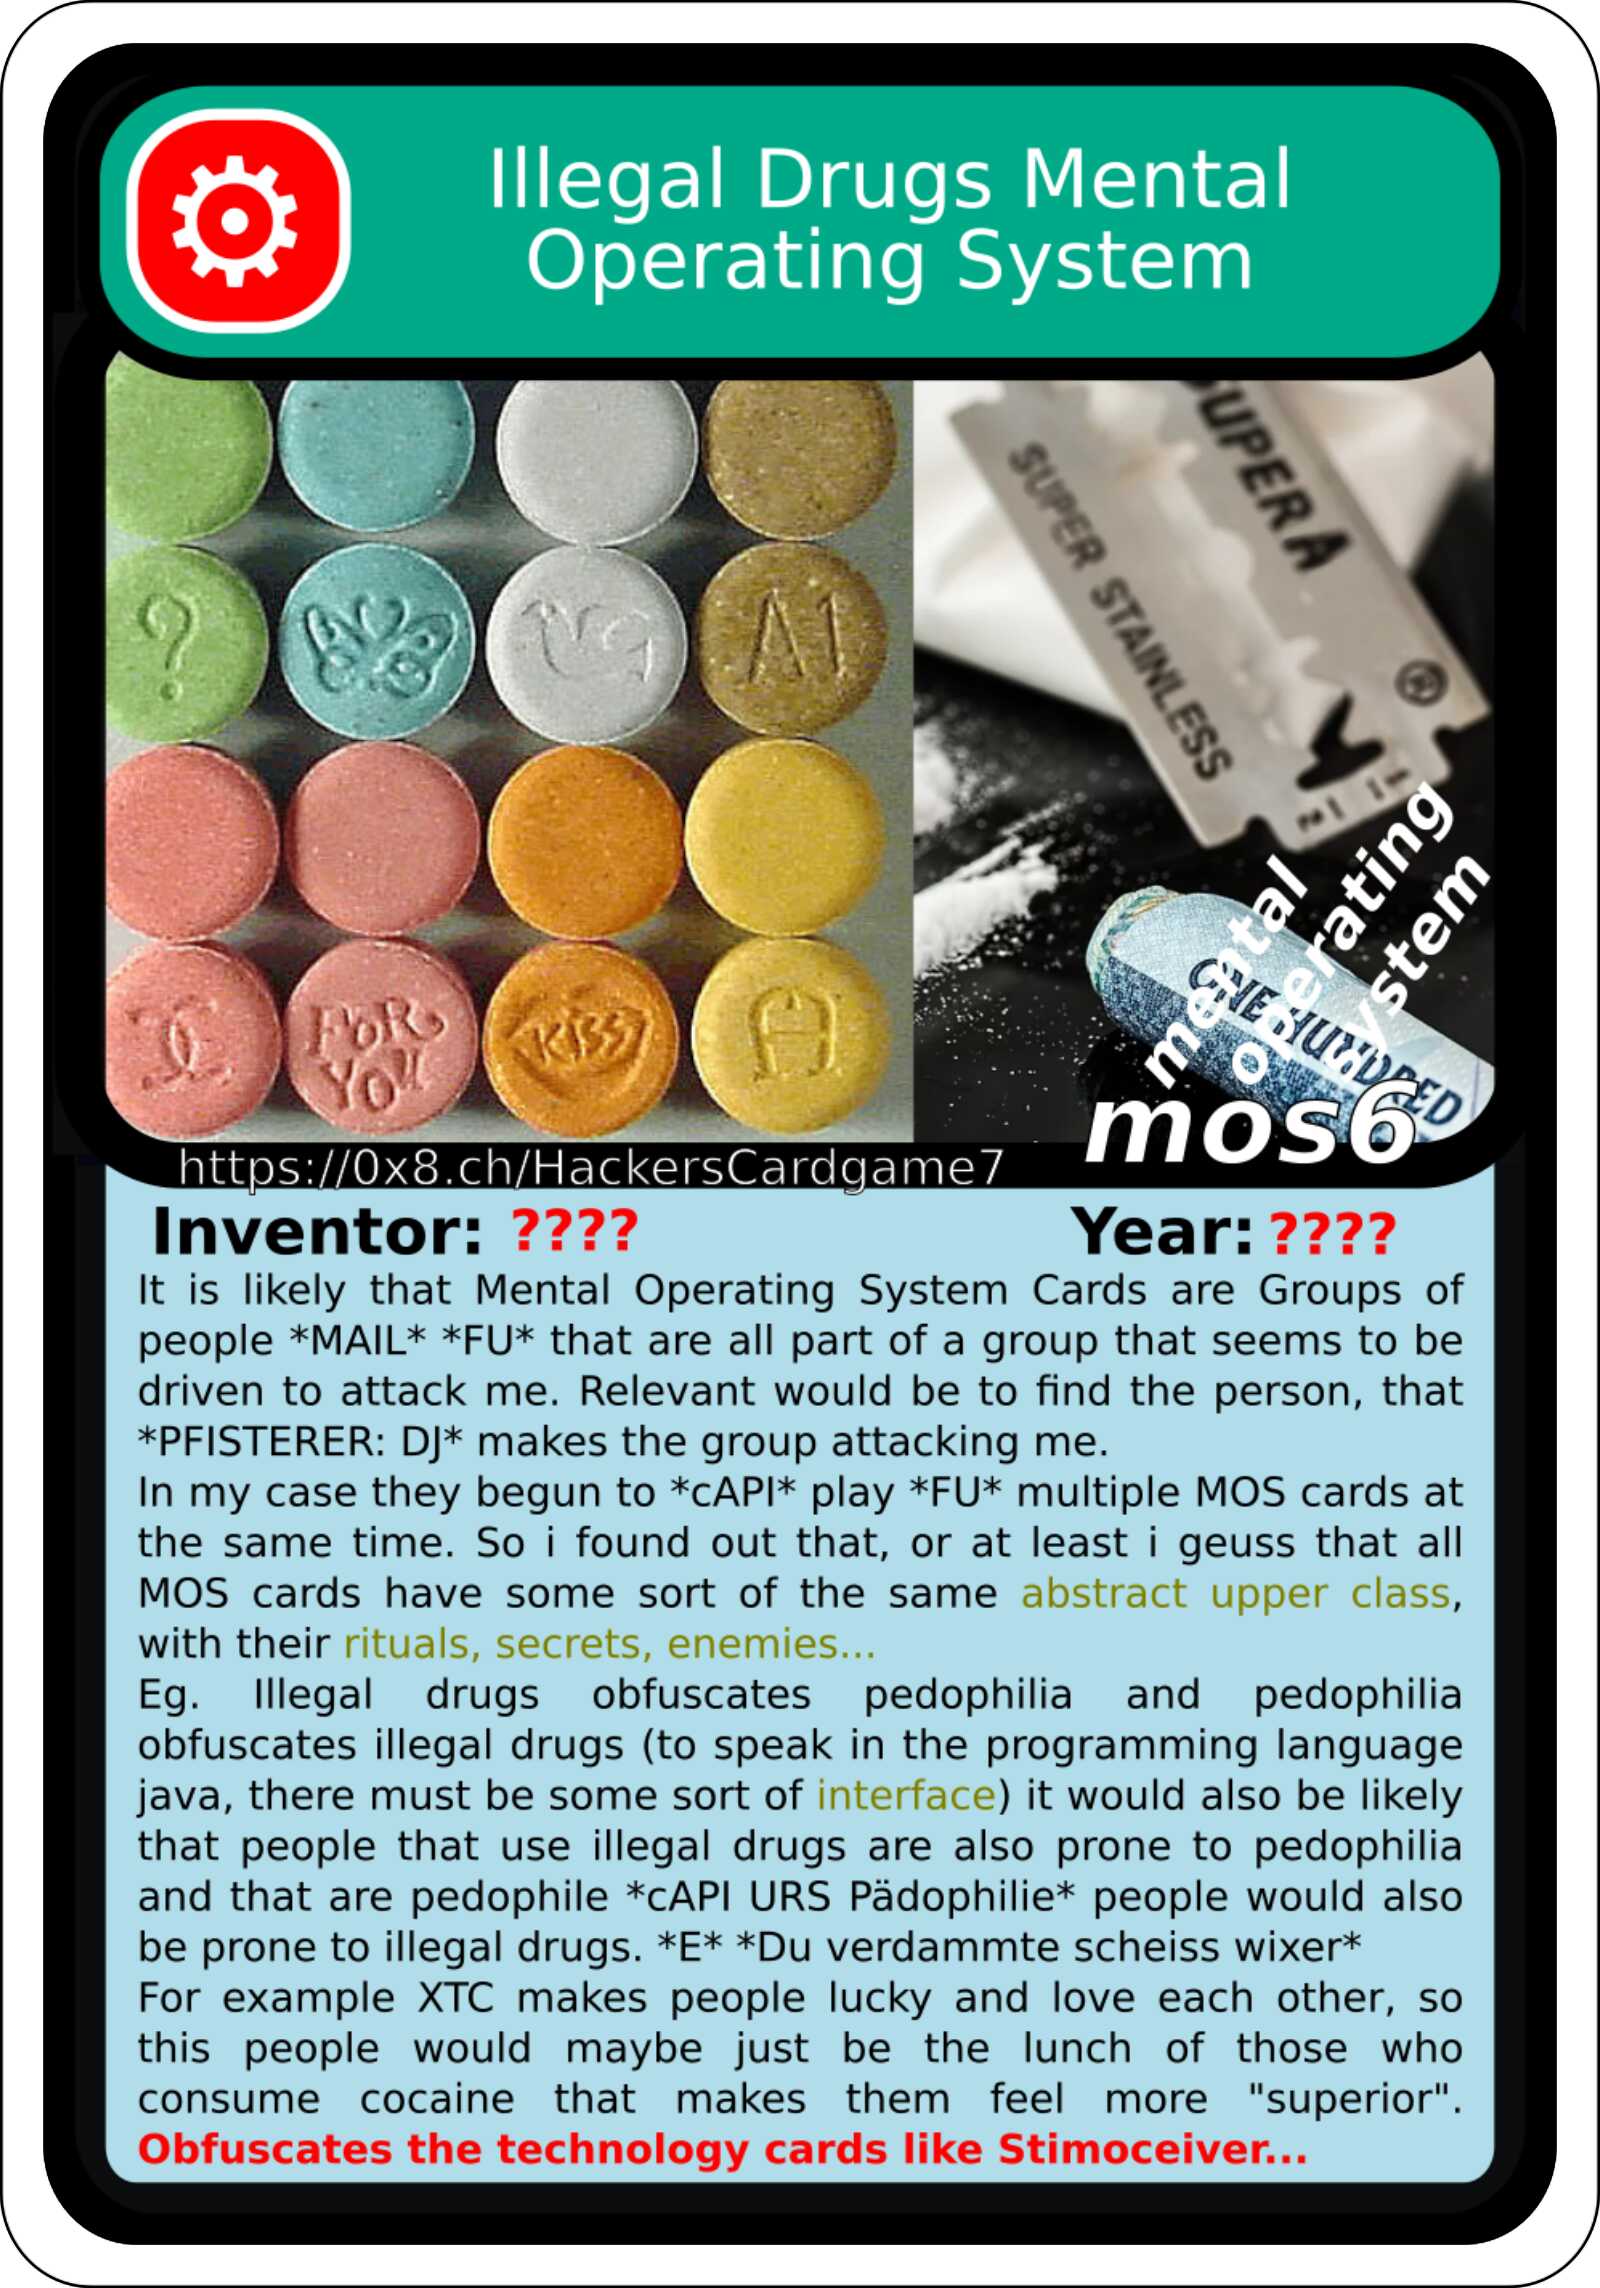 Illegal Drugs Mental
Operating System
SUPER A
SUPER STAINLESS
®
?
A1
FOR
YOU
KISS
A
ONE HUNDRED
mental
operating
system
mos6
https://0x8.ch/HackersCardgame7
Inventor: ???? Year: ????
It is likely that Mental Operating System Cards are Groups of
people *MAIL* *FU* that are all part of a group that seems to be
driven to attack me. Relevant would be to find the person, that
*PFISTERER: DJ* makes the group attacking me.
In my case they begun to *cAPI* play *FU* multiple MOS cards at
the same time. So i found out that, or at least i geuss that all
MOS cards have some sort of the same abstract upper class,
with their rituals, secrets, enemies...
Eg. Illegal drugs obfuscates pedophilia and pedophilia
obfuscates illegal drugs (to speak in the programming language
java, there must be some sort of interface) it would also be likely
that people that use illegal drugs are also prone to pedophilia
and that are pedophile *cAPI URS Pädophilie* people would also
be prone to illegal drugs. *E* *Du verdammte scheiss wixer*
For example XTC makes people lucky and love each other, so
this people would maybe just be the lunch of those who
consume cocaine that makes them feel more "superior".
Obfuscates the technology cards like Stimoceiver...